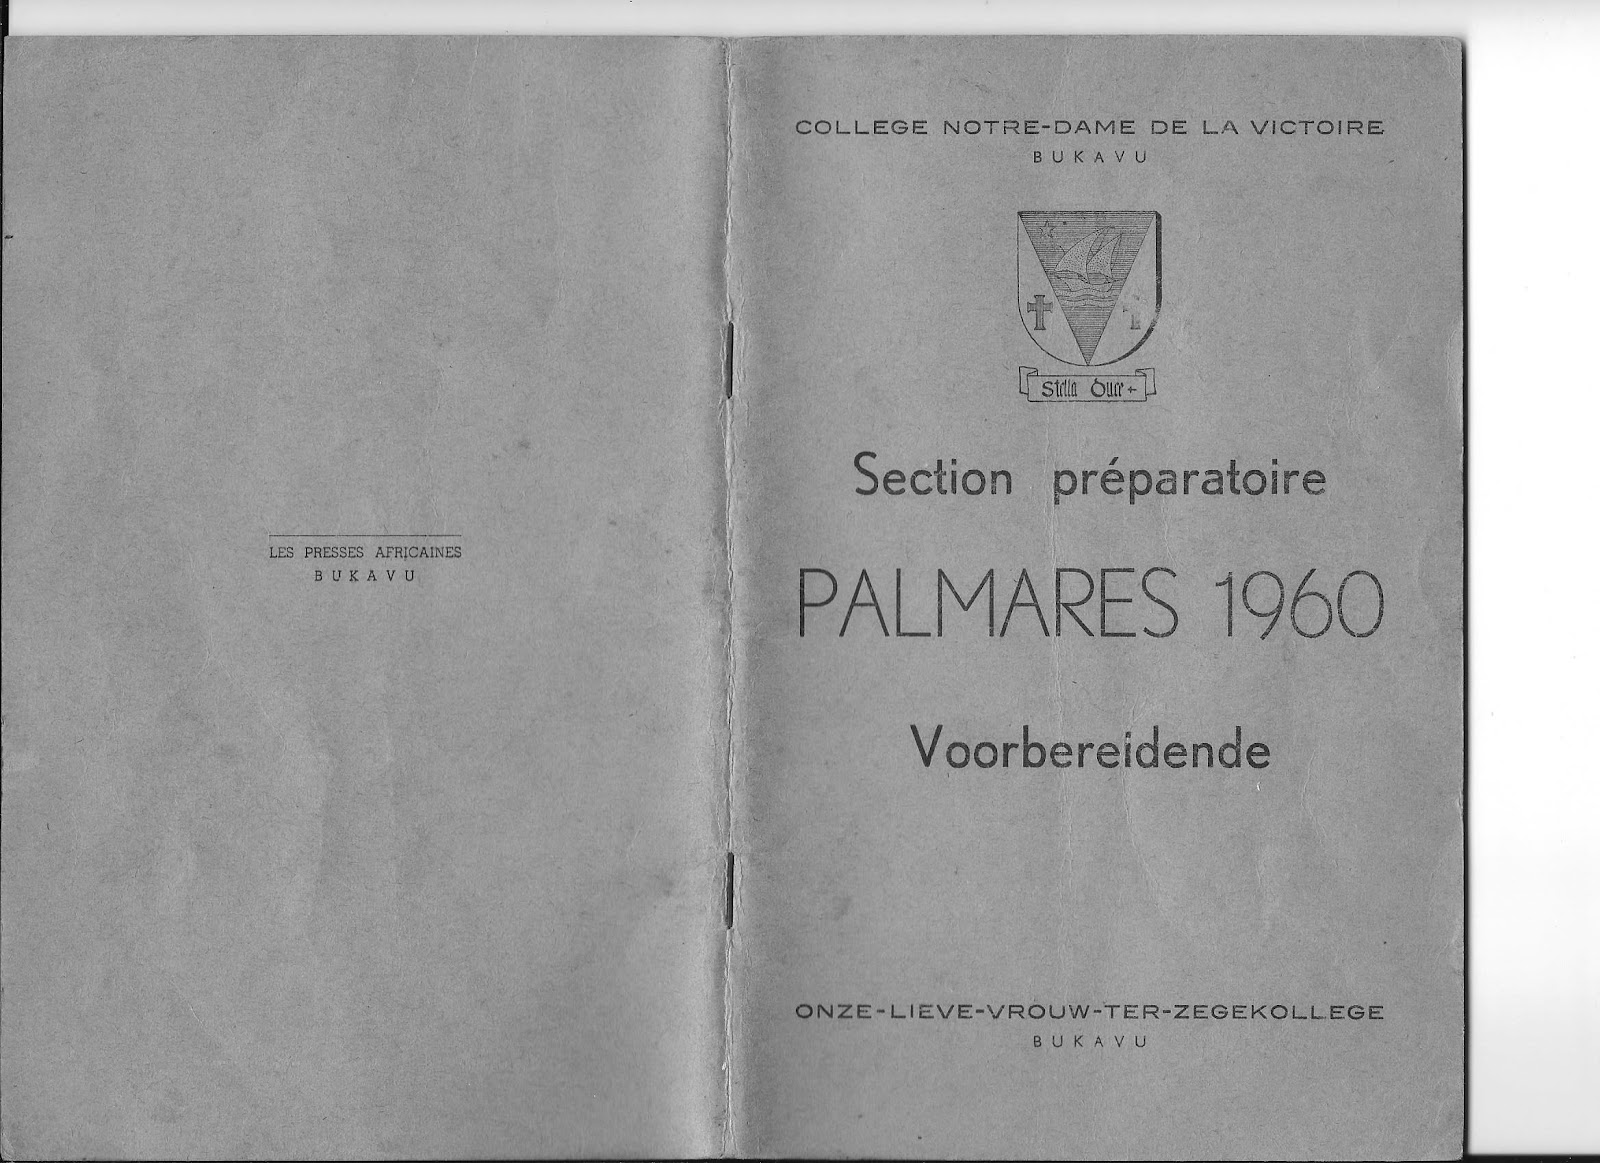 LES PRESSES AFRICAINES
BUKAVU
COLLEGE NOTRE-DAME DE LA VICTOIRE
BUKAVU
Stella Duce
Section préparatoire
PALMARES 1960
Voorbereidende
ONZE-LIEVE-VROUW-TER-ZEGEKOLLEGE
BUKAVU